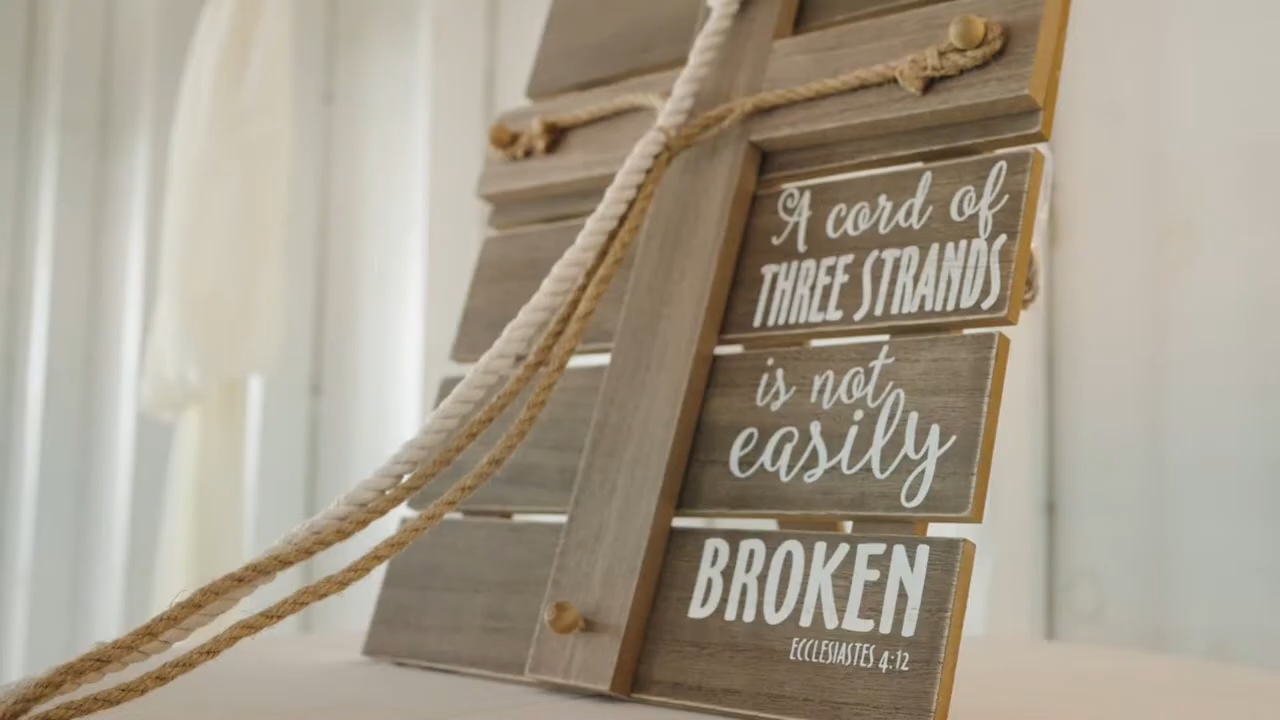 A cord of
THREE STRANDS
is not
easily
BROKEN
ECCLESIASTES 4:12